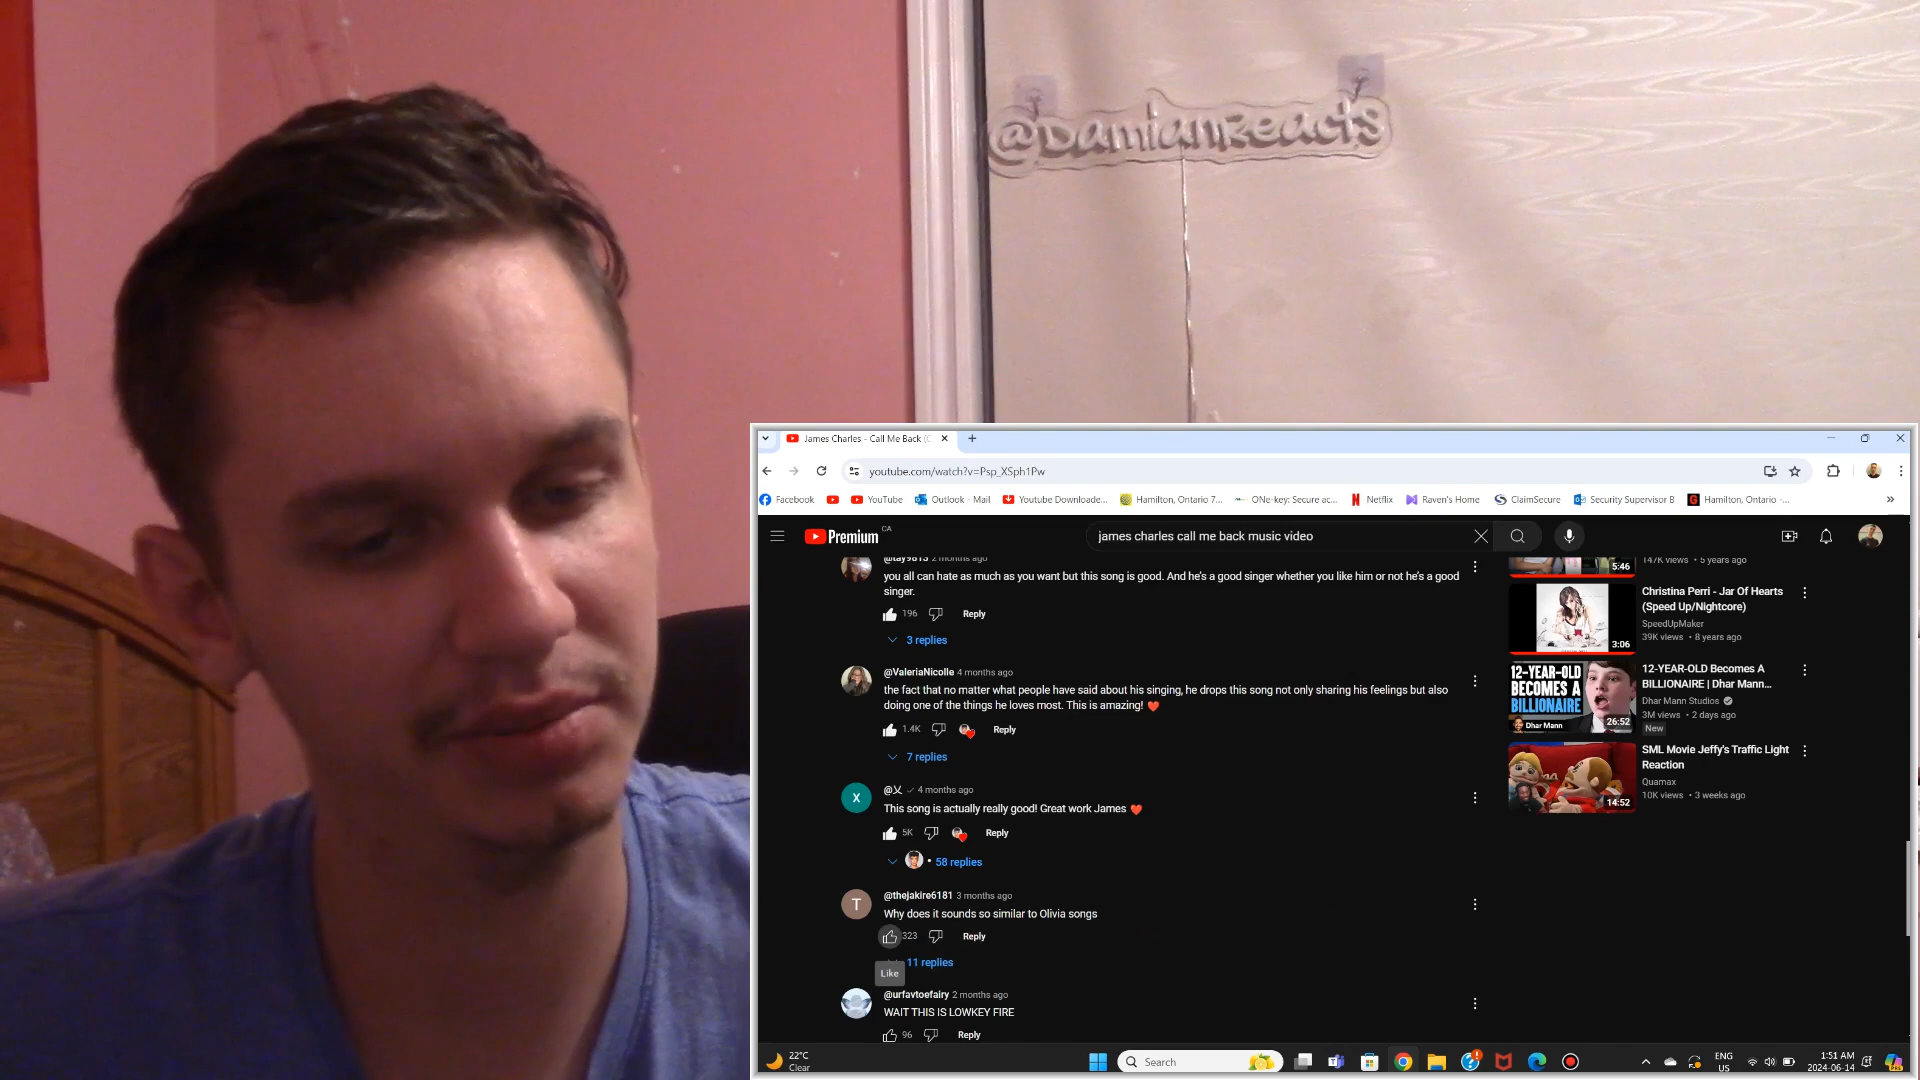 @DamianReacts
James Charles - Call Me Back (
youtube.com/watch?v=Psp_XSph1Pw
Facebook
YouTube
Outlook - Mail
Youtube Downloade...
Hamilton, Ontario 7...
ONe-key: Secure ac...
Netflix
Raven's Home
ClaimSecure
Security Supervisor B
Hamilton, Ontario -...
Premium
CA
james charles call me back music video
@tay9813 2 months ago
you all can hate as much as you want but this song is good. And he's a good singer whether you like him or not he's a good
singer.
196
Reply
3 replies
@ValeriaNicolle 4 months ago
the fact that no matter what people have said about his singing, he drops this song not only sharing his feelings but also
doing one of the things he loves most. This is amazing! ❤️
1.4K
Reply
7 replies
4 months ago
X
This song is actually really good! Great work James ❤️
5K
Reply
58 replies
@thejakire6181 3 months ago
T
Why does it sounds so similar to Olivia songs
323
Reply
11 replies
Like
@urfavtoefairy 2 months ago
WAIT THIS IS LOWKEY FIRE
96
Reply
147K views • 5 years ago
5:46
Christina Perri - Jar Of Hearts
(Speed Up/Nightcore)
SpeedUpMaker
39K views • 8 years ago
3:06
12-YEAR-OLD
BECOMES A
BILLIONAIRE
Dhar Mann
26:52
12-YEAR-OLD Becomes A
BILLIONAIRE | Dhar Mann...
Dhar Mann Studios
3M views • 2 days ago
New
SML Movie Jeffy's Traffic Light
Reaction
Quamax
10K views • 3 weeks ago
14:52
22°C
Clear
Search
ENG
US
1:51 AM
2024-06-14